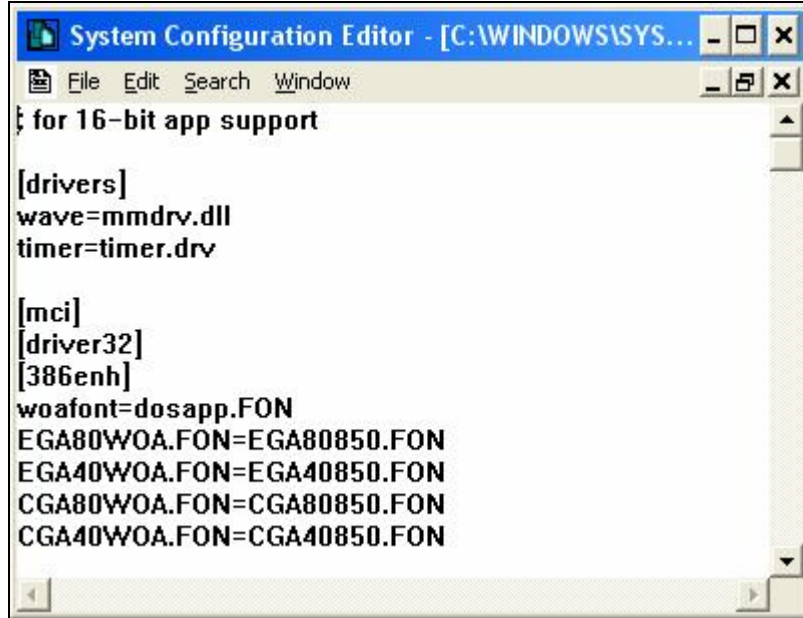 System Configuration Editor - [C:\WINDOWS\SYS...
File Edit Search Window
; for 16-bit app support
[drivers]
wave=mmdrv.dll
timer=timer.drv
[mci]
[driver32]
[386enh]
woafont=dosapp.FON
EGA80WOA.FON=EGA80850.FON
EGA40WOA.FON=EGA40850.FON
CGA80WOA.FON=CGA80850.FON
CGA40WOA.FON=CGA40850.FON